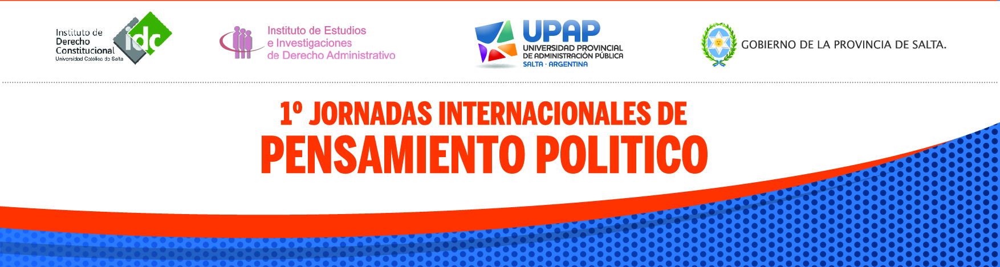 Instituto de
Derecho
Constitucional
Universidad Católica de Salta
idc
Instituto de Estudios
e Investigaciones
de Derecho Administrativo
UPAP
UNIVERSIDAD PROVINCIAL
DE ADMINISTRACIÓN PÚBLICA
SALTA · ARGENTINA
GOBIERNO DE LA PROVINCIA DE SALTA.
1º JORNADAS INTERNACIONALES DE
PENSAMIENTO POLITICO